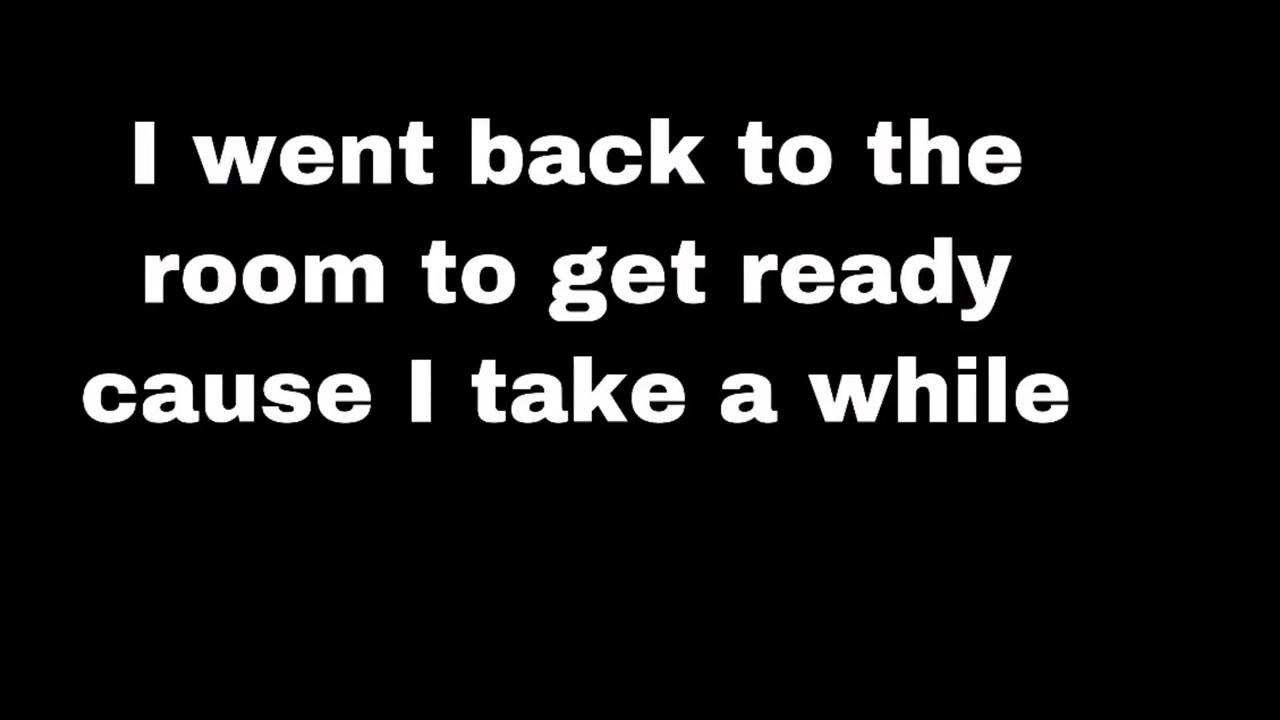 I went back to the
room to get ready
cause I take a while